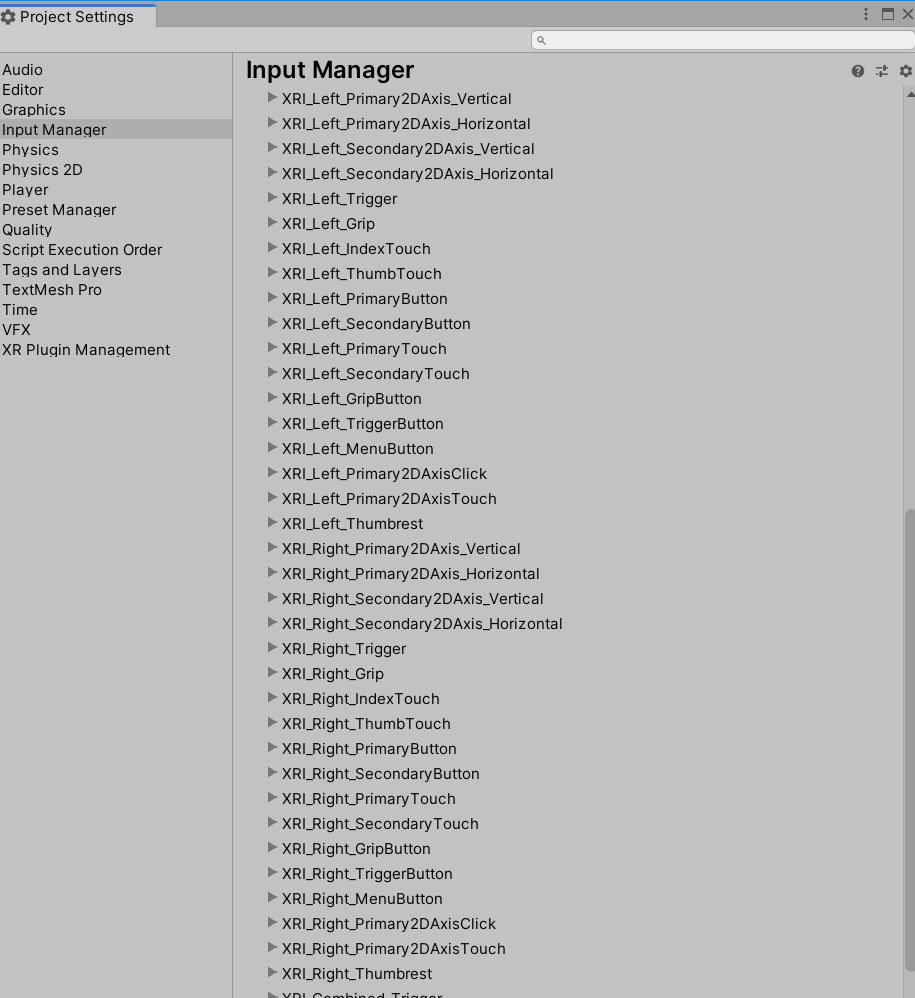 Project Settings
Input Manager
Audio
Editor
Graphics
Input Manager
Physics
Physics 2D
Player
Preset Manager
Quality
Script Execution Order
Tags and Layers
TextMesh Pro
Time
VFX
XR Plugin Management
XRI_Left_Primary2DAxis_Vertical
XRI_Left_Primary2DAxis_Horizontal
XRI_Left_Secondary2DAxis_Vertical
XRI_Left_Secondary2DAxis_Horizontal
XRI_Left_Trigger
XRI_Left_Grip
XRI_Left_IndexTouch
XRI_Left_ThumbTouch
XRI_Left_PrimaryButton
XRI_Left_SecondaryButton
XRI_Left_PrimaryTouch
XRI_Left_SecondaryTouch
XRI_Left_GripButton
XRI_Left_TriggerButton
XRI_Left_MenuButton
XRI_Left_Primary2DAxisClick
XRI_Left_Primary2DAxisTouch
XRI_Left_Thumbrest
XRI_Right_Primary2DAxis_Vertical
XRI_Right_Primary2DAxis_Horizontal
XRI_Right_Secondary2DAxis_Vertical
XRI_Right_Secondary2DAxis_Horizontal
XRI_Right_Trigger
XRI_Right_Grip
XRI_Right_IndexTouch
XRI_Right_ThumbTouch
XRI_Right_PrimaryButton
XRI_Right_SecondaryButton
XRI_Right_PrimaryTouch
XRI_Right_SecondaryTouch
XRI_Right_GripButton
XRI_Right_TriggerButton
XRI_Right_MenuButton
XRI_Right_Primary2DAxisClick
XRI_Right_Primary2DAxisTouch
XRI_Right_Thumbrest
XRI_Combined_Trigger